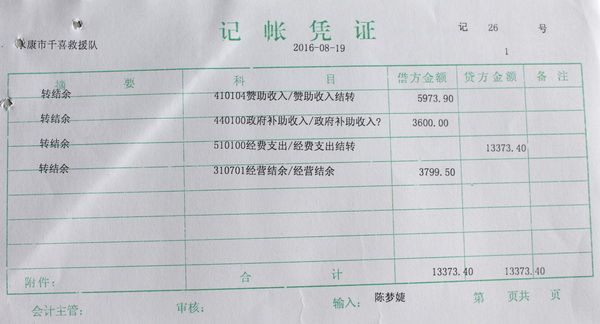 记帐凭证
记 26 号
永康市千喜救援队 2016-08-19 1
摘要 科目 借方金额 贷方金额 备注
转结余 410104赞助收入/赞助收入结转 5973.90
转结余 440100政府补助收入/政府补助收入? 3600.00
转结余 510100经费支出/经费支出结转 13373.40
转结余 310701经营结余/经营结余 3799.50
附件: 合计 13373.40 13373.40
会计主管: 审核: 输入: 陈梦婕 第 页共 页